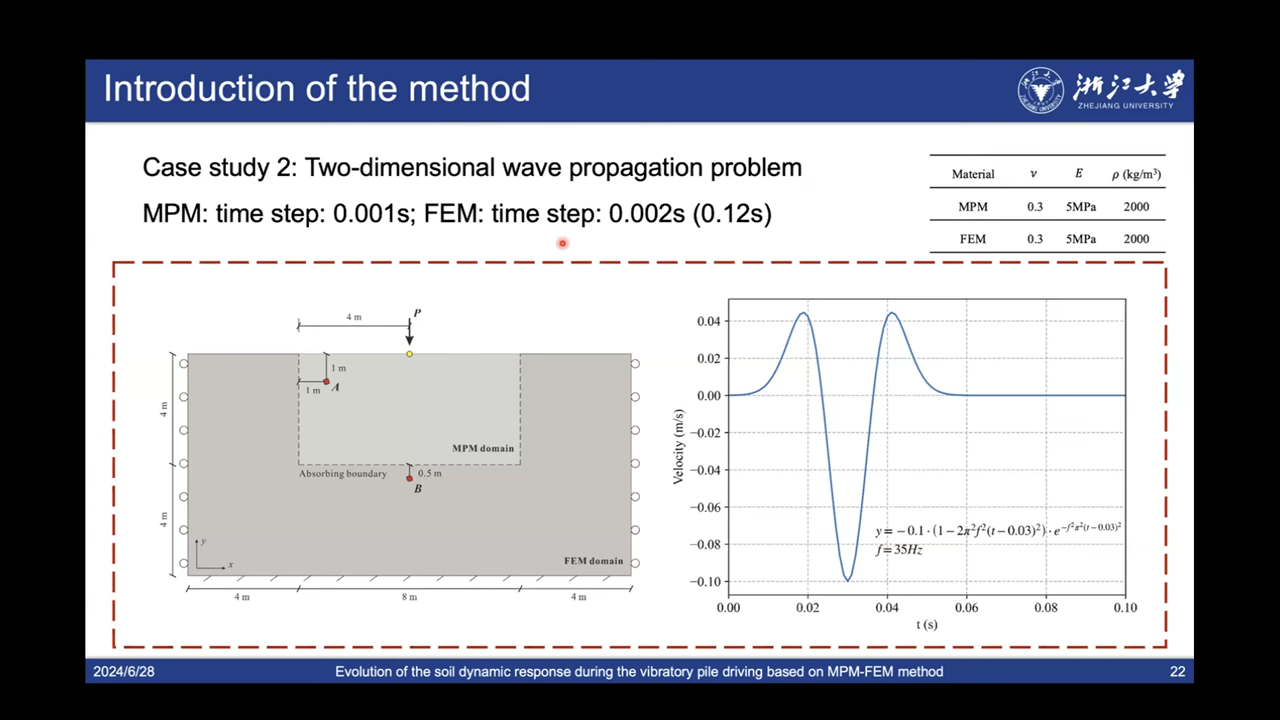 Introduction of the method
浙江大学
ZHEJIANG UNIVERSITY
Case study 2: Two-dimensional wave propagation problem
MPM: time step: 0.001s; FEM: time step: 0.002s (0.12s)
Material ν E ρ (kg/m³)
MPM 0.3 5MPa 2000
FEM 0.3 5MPa 2000
P
4 m
1 m
1 m A
4 m
MPM domain
Absorbing boundary
0.5 m
B
4 m
y
x
FEM domain
4 m 8 m 4 m
0.04
0.02
0.00
−0.02
−0.04
−0.06
−0.08
−0.10
Velocity (m/s)
y = −0.1 · (1−2π²f²(t−0.03)²) · e^{−f²π²(t−0.03)²}
f = 35Hz
0.00 0.02 0.04 0.06 0.08 0.10
t (s)
2024/6/28
Evolution of the soil dynamic response during the vibratory pile driving based on MPM-FEM method
22